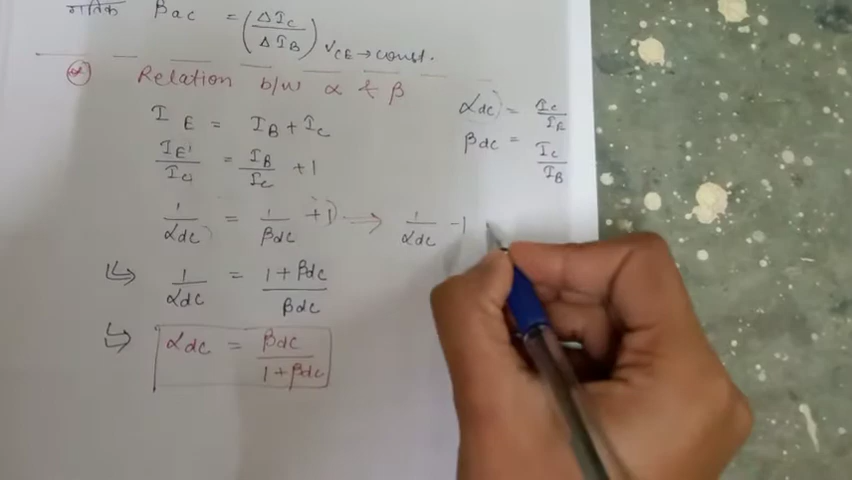 गतिक βac = (ΔIc / ΔIB) VCE → const.
* Relation b/w α & β
IE = IB + Ic
IE / Ic = IB / Ic + 1
1 / αdc = 1 / βdc + 1 → 1 / αdc - 1
↳ 1 / αdc = 1 + βdc / βdc
↳ αdc = βdc / 1 + βdc
αdc = Ic / IE
βdc = Ic / IB